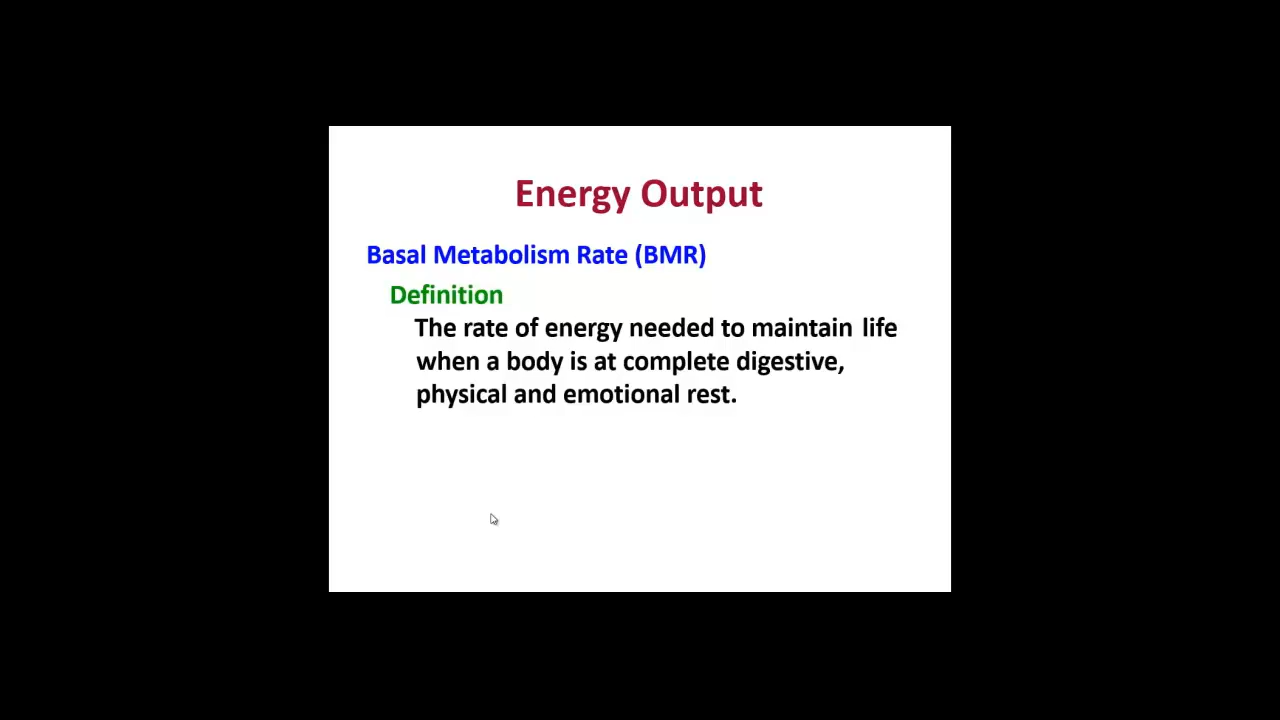 Energy Output
Basal Metabolism Rate (BMR)
Definition
The rate of energy needed to maintain life
when a body is at complete digestive,
physical and emotional rest.